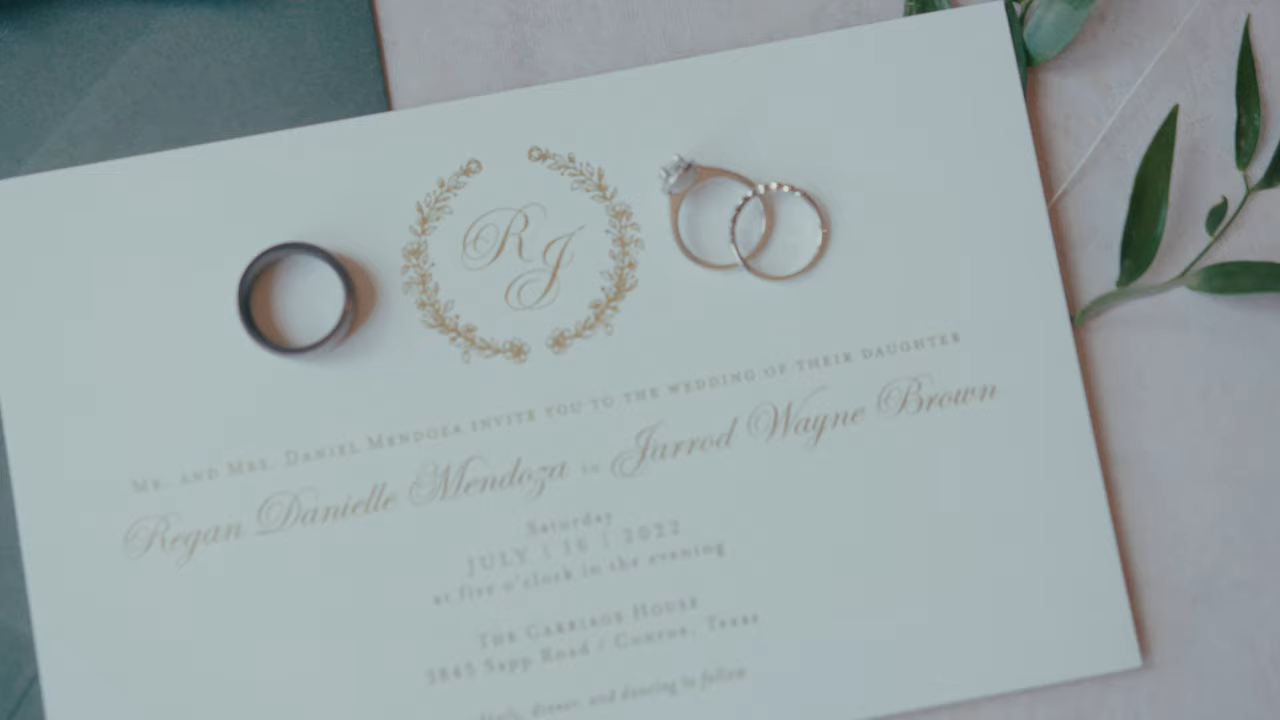 R J
Mr. and Mrs. Daniel Mendoza invite you to the wedding of their daughter
Regan Danielle Mendoza to Jarrod Wayne Brown
Saturday
JULY | 16 | 2022
at five o'clock in the evening
The Carriage House
Sapp Road / Conroe, Texas
dinner, and dancing to follow